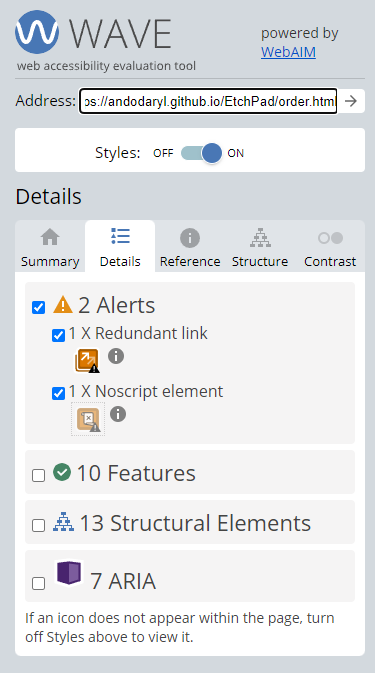 WAVE
web accessibility evaluation tool
powered by
WebAIM
Address: ps://andodaryl.github.io/EtchPad/order.html
Styles: OFF ON
Details
Summary Details Reference Structure Contrast
2 Alerts
1 X Redundant link
1 X Noscript element
10 Features
13 Structural Elements
7 ARIA
If an icon does not appear within the page, turn
off Styles above to view it.